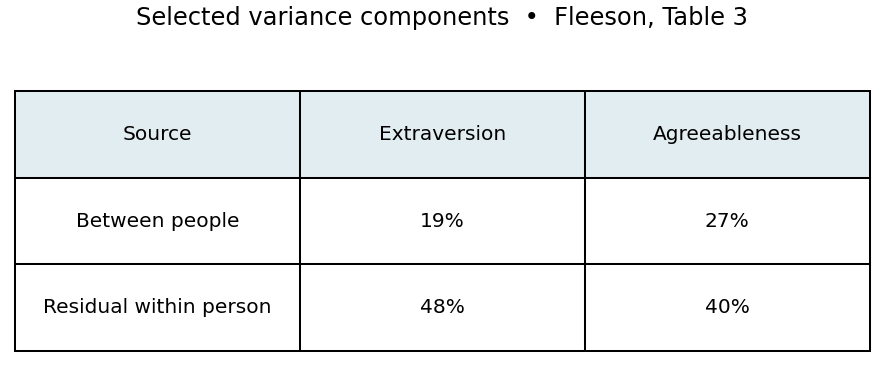 Selected variance components • Fleeson, Table 3
Source Extraversion Agreeableness
Between people 19% 27%
Residual within person 48% 40%